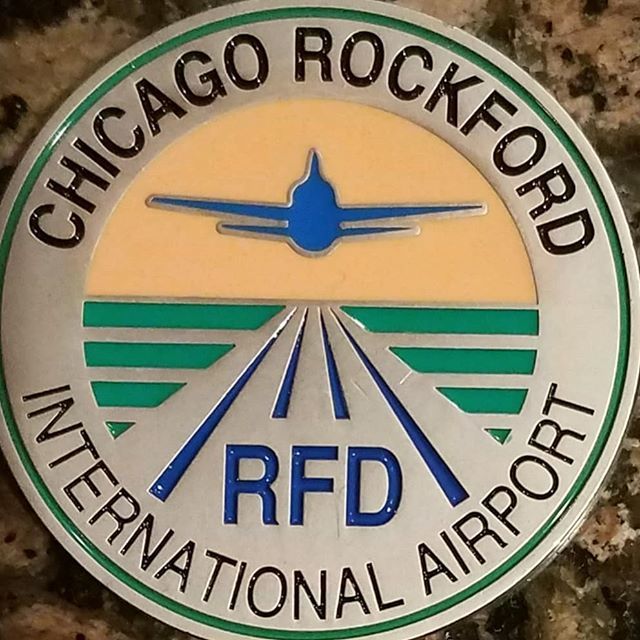 CHICAGO ROCKFORD
RFD
INTERNATIONAL AIRPORT